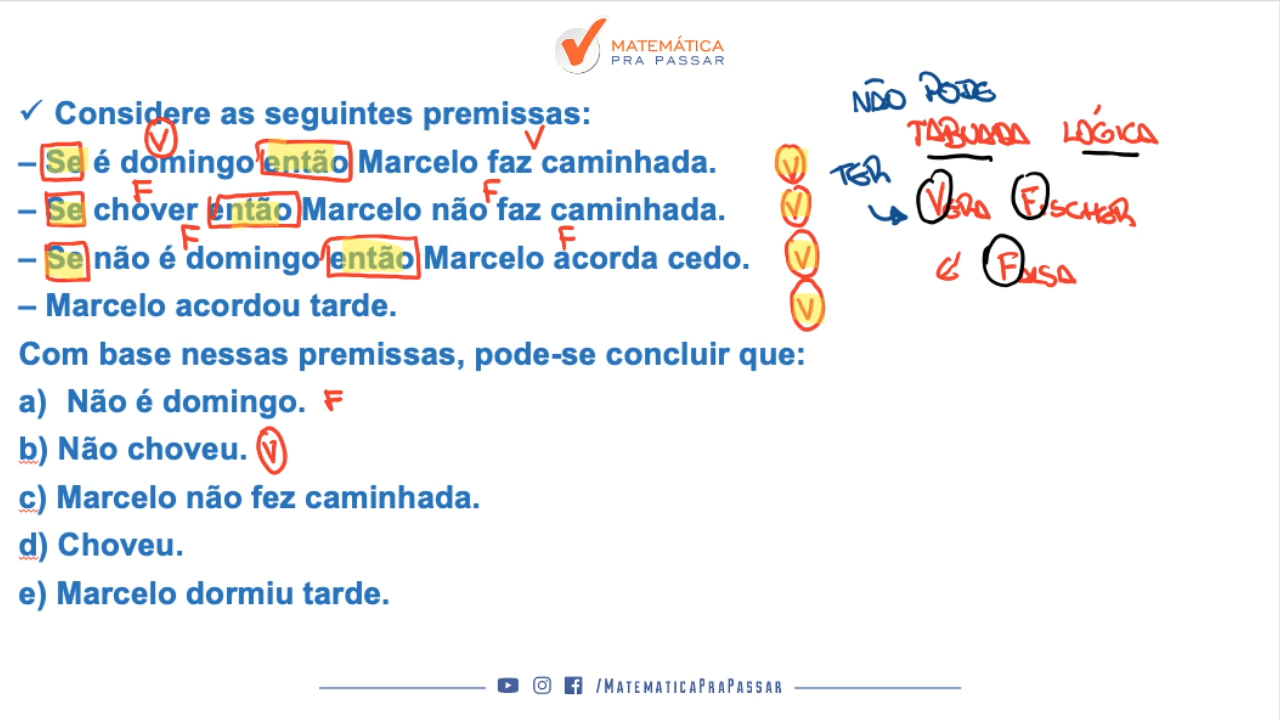 MATEMÁTICA
PRA PASSAR
NÃO PODE
TER
TABUADA LÓGICA
VERA FISCHER
É FALSA
✓ Considere as seguintes premissas:
V V
– Se é domingo então Marcelo faz caminhada. V
F F
– Se chover então Marcelo não faz caminhada. V
F F
– Se não é domingo então Marcelo acorda cedo. V
– Marcelo acordou tarde. V
Com base nessas premissas, pode-se concluir que:
a) Não é domingo. F
b) Não choveu. V
c) Marcelo não fez caminhada.
d) Choveu.
e) Marcelo dormiu tarde.
/MATEMATICAPRAPASSAR